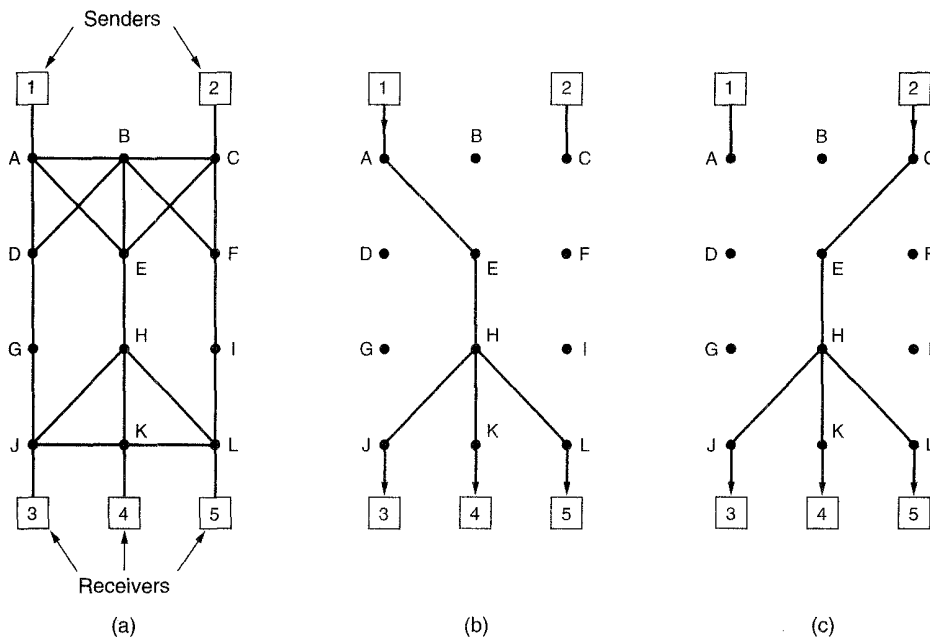 Senders
1 2 1 2 1 2
B B B
A C A C A C
D F D F D F
E E E
H H H
G I G I G I
K K K
J L J L J L
3 4 5 3 4 5 3 4 5
Receivers
(a) (b) (c)